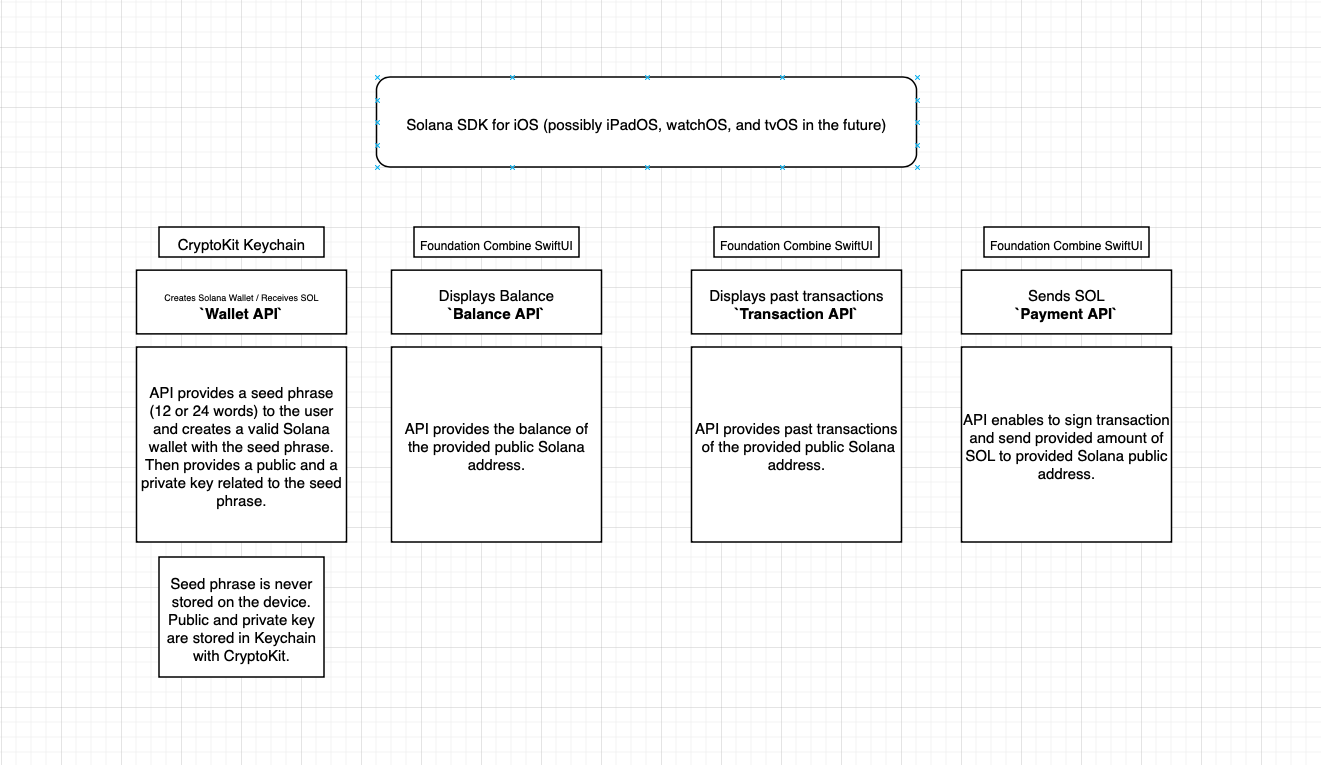 Solana SDK for iOS (possibly iPadOS, watchOS, and tvOS in the future)
CryptoKit Keychain
Creates Solana Wallet / Receives SOL
`Wallet API`
API provides a seed phrase
(12 or 24 words) to the user
and creates a valid Solana
wallet with the seed phrase.
Then provides a public and a
private key related to the seed
phrase.
Seed phrase is never
stored on the device.
Public and private key
are stored in Keychain
with CryptoKit.
Foundation Combine SwiftUI
Displays Balance
`Balance API`
API provides the balance of
the provided public Solana
address.
Foundation Combine SwiftUI
Displays past transactions
`Transaction API`
API provides past transactions
of the provided public Solana
address.
Foundation Combine SwiftUI
Sends SOL
`Payment API`
API enables to sign transaction
and send provided amount of
SOL to provided Solana public
address.